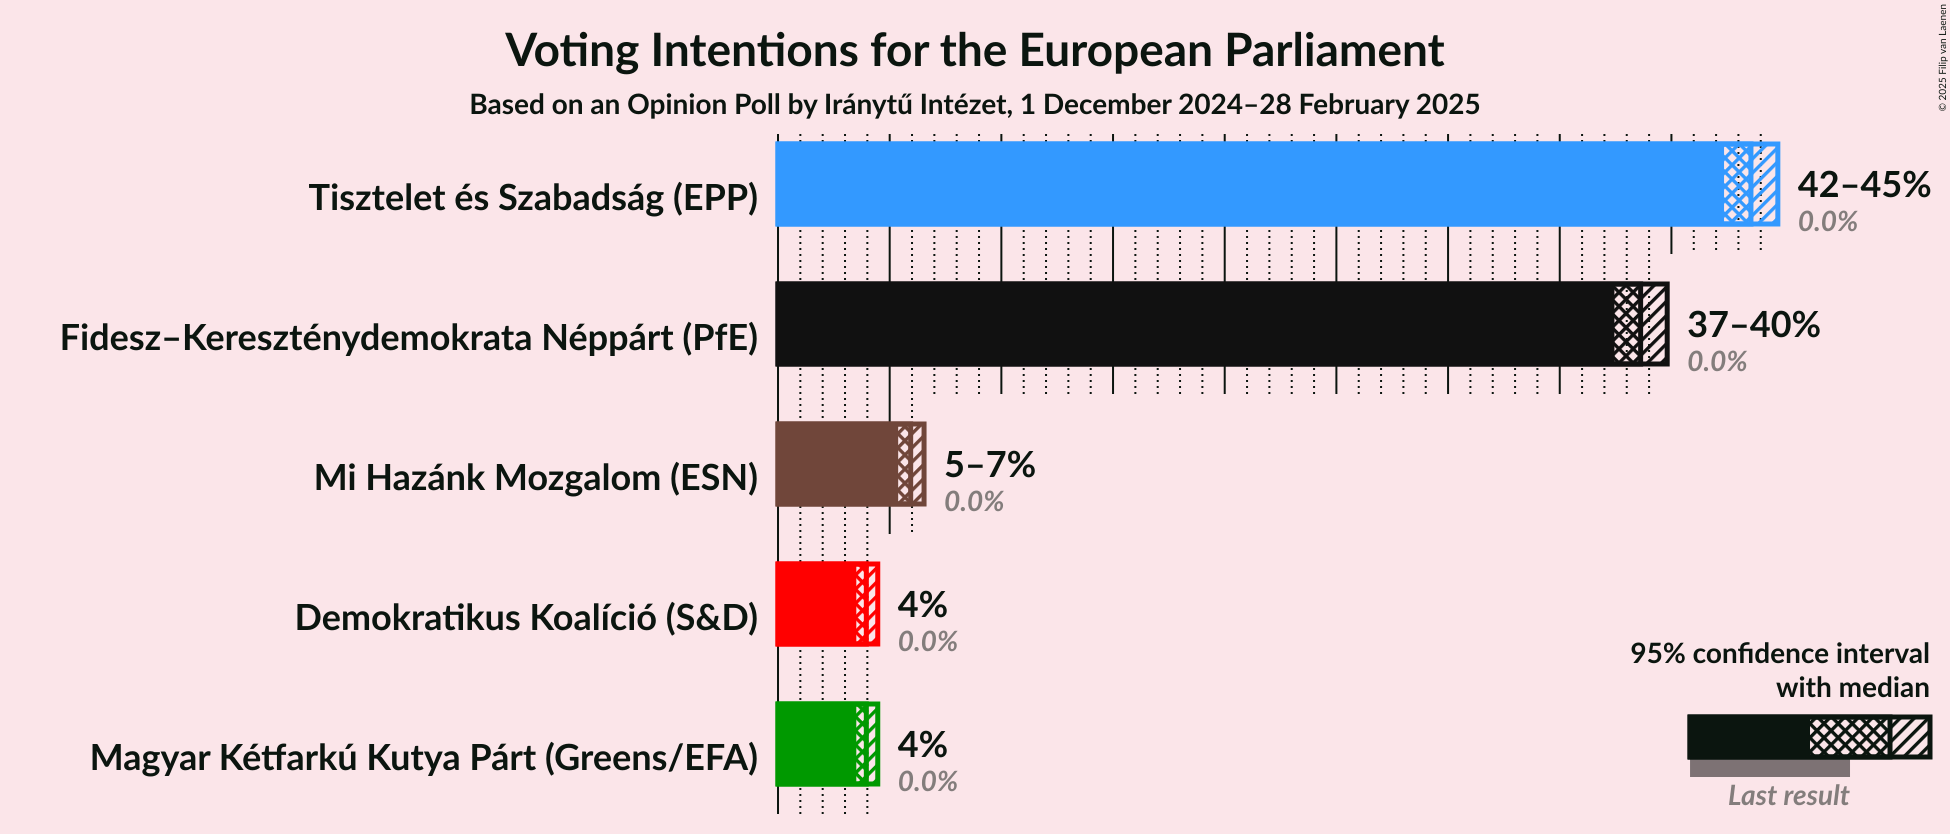 Voting Intentions for the European Parliament
Based on an Opinion Poll by Iránytű Intézet, 1 December 2024–28 February 2025
© 2025 Filip van Laenen
Tisztelet és Szabadság (EPP)
42–45%
0.0%
Fidesz–Kereszténydemokrata Néppárt (PfE)
37–40%
0.0%
Mi Hazánk Mozgalom (ESN)
5–7%
0.0%
Demokratikus Koalíció (S&D)
4%
0.0%
Magyar Kétfarkú Kutya Párt (Greens/EFA)
4%
0.0%
95% confidence interval
with median
Last result